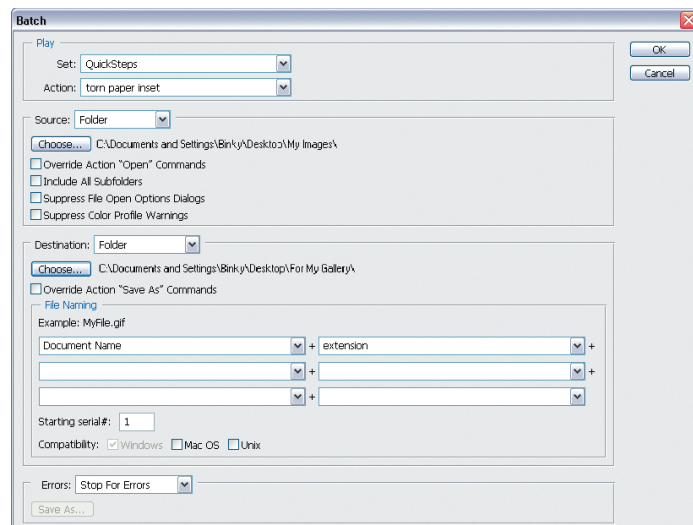 Batch
Play
Set: QuickSteps
Action: torn paper inset
OK
Cancel
Source: Folder
Choose... C:\Documents and Settings\Binky\Desktop\My Images\
Override Action "Open" Commands
Include All Subfolders
Suppress File Open Options Dialogs
Suppress Color Profile Warnings
Destination: Folder
Choose... C:\Documents and Settings\Binky\Desktop\For My Gallery\
Override Action "Save As" Commands
File Naming
Example: MyFile.gif
Document Name + extension +
+ +
+
Starting serial#: 1
Compatibility: Windows Mac OS Unix
Errors: Stop For Errors
Save As...